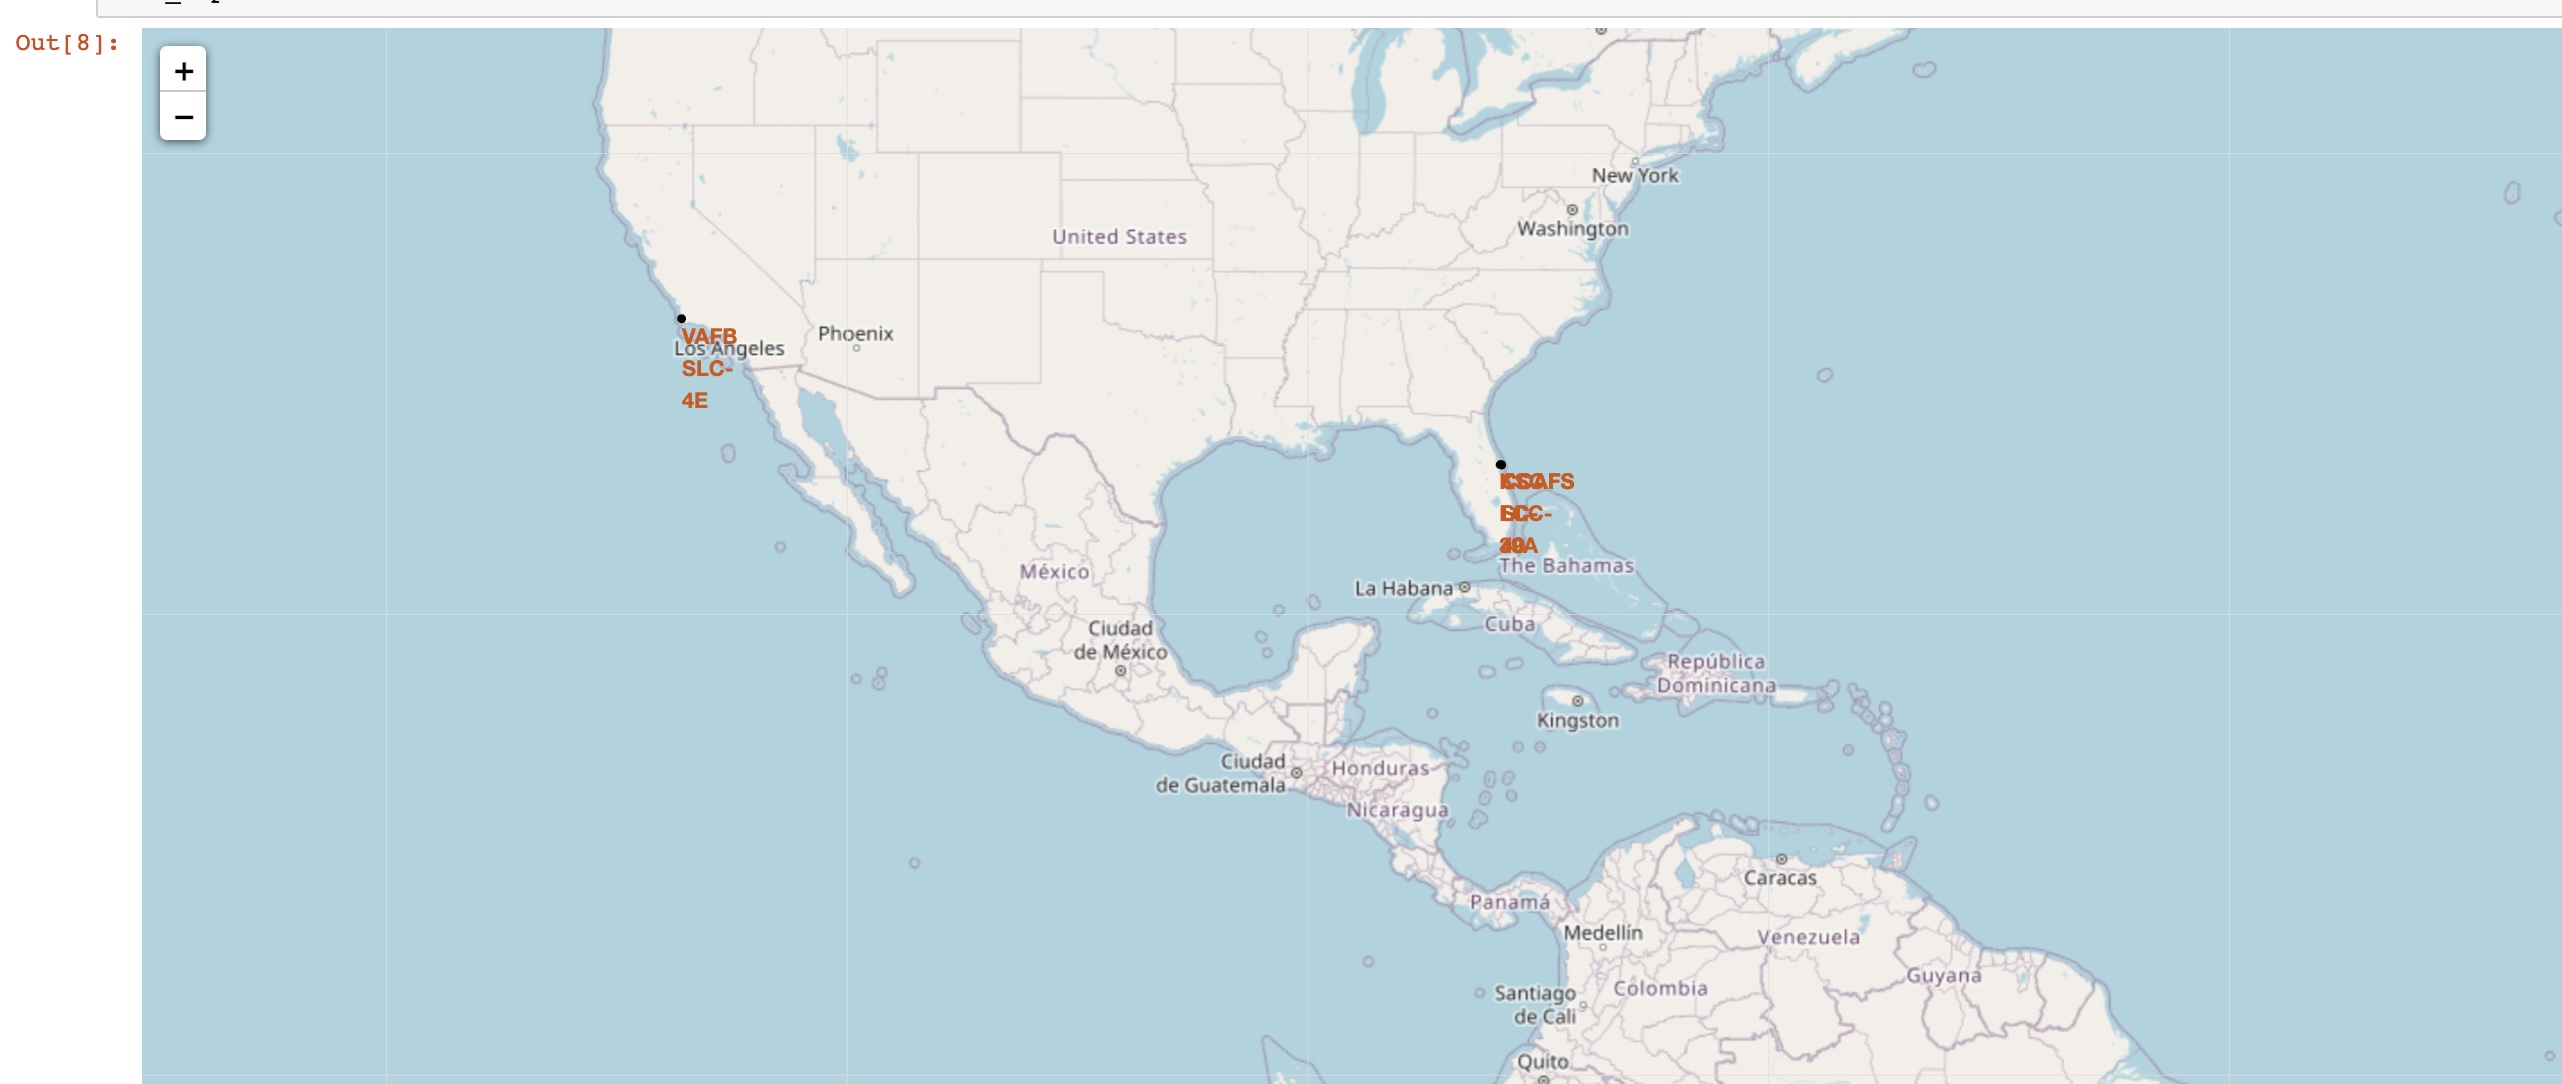 Out[8]:
+
−
New York
Washington
United States
Phoenix
VAFB
Los Angeles
SLC-
4E
The Bahamas
La Habana
México
Cuba
Ciudad
de México
República
Dominicana
Kingston
Ciudad
de Guatemala
Honduras
Nicaragua
Caracas
Panamá
Medellín
Venezuela
Guyana
Colombia
Santiago
de Cali
Quito